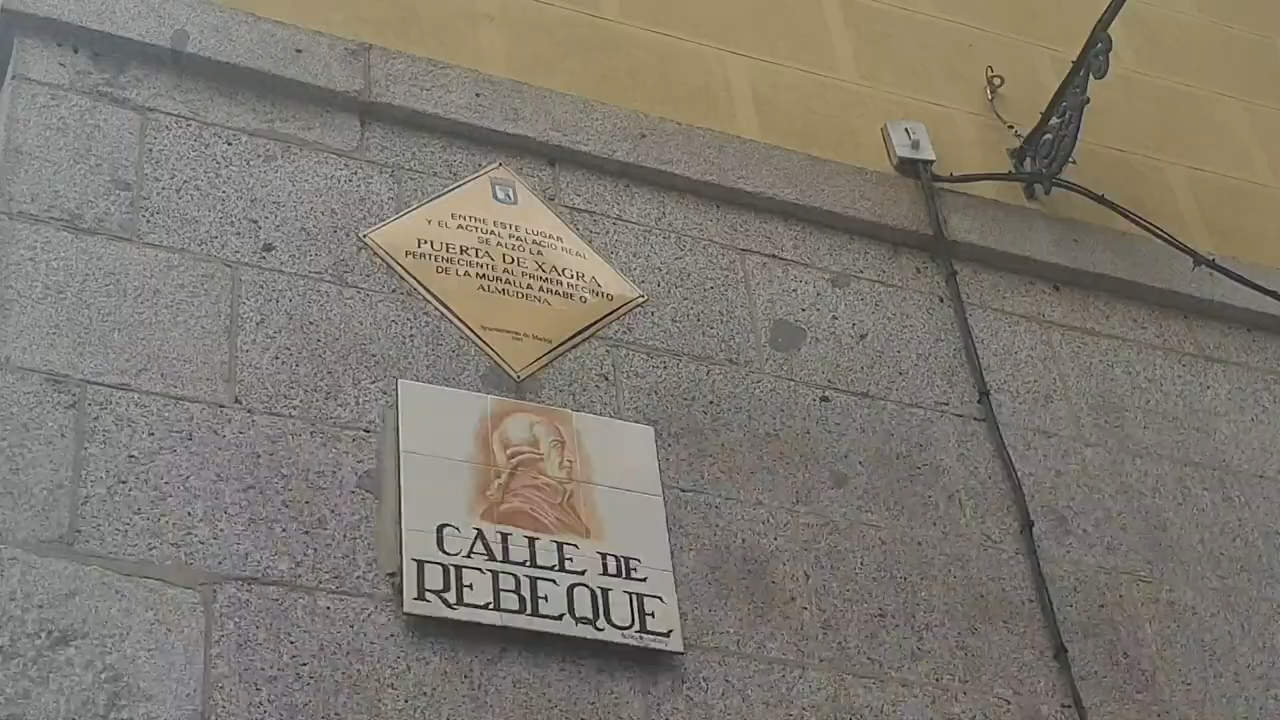 ENTRE ESTE LUGAR
Y EL ACTUAL PALACIO REAL
SE ALZÓ LA
PUERTA DE XAGRA
PERTENECIENTE AL PRIMER RECINTO
DE LA MURALLA ÁRABE O
ALMUDENA
Ayuntamiento de Madrid
CALLE DE
REBEQUE